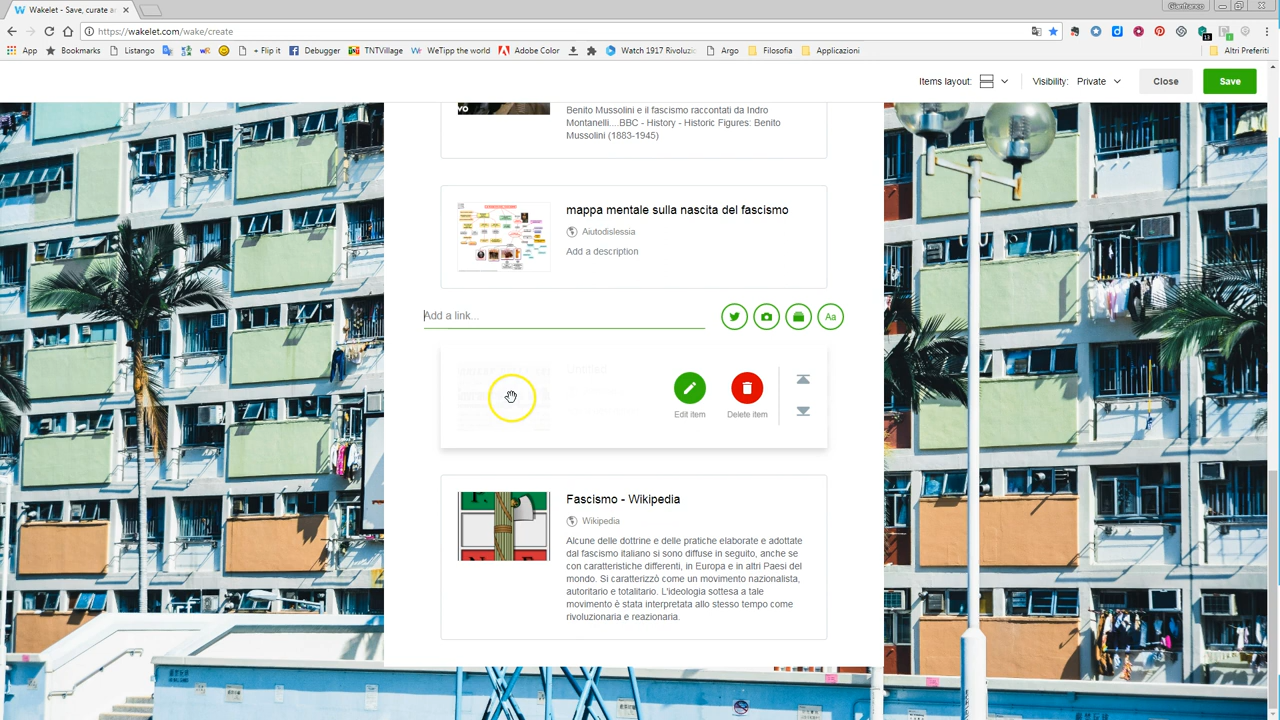 Wakelet - Save, curate a
Gianfranco
https://wakelet.com/wake/create
App
Bookmarks
Listango
+ Flip it
Debugger
TNTVillage
WeTipp the world
Adobe Color
Watch 1917 Rivoluzi
Argo
Filosofia
Applicazioni
Altri Preferiti
Items layout:
Visibility: Private
Close
Save
Benito Mussolini e il fascismo raccontati da Indro
Montanelli....BBC - History - Historic Figures: Benito
Mussolini (1883-1945)
mappa mentale sulla nascita del fascismo
Aiutodislessia
Add a description
Add a link...
Aa
Edit item
Delete item
Fascismo - Wikipedia
Wikipedia
Alcune delle dottrine e delle pratiche elaborate e adottate
dal fascismo italiano si sono diffuse in seguito, anche se
con caratteristiche differenti, in Europa e in altri Paesi del
mondo. Si caratterizzò come un movimento nazionalista,
autoritario e totalitario. L'ideologia sottesa a tale
movimento è stata interpretata allo stesso tempo come
rivoluzionaria e reazionaria.